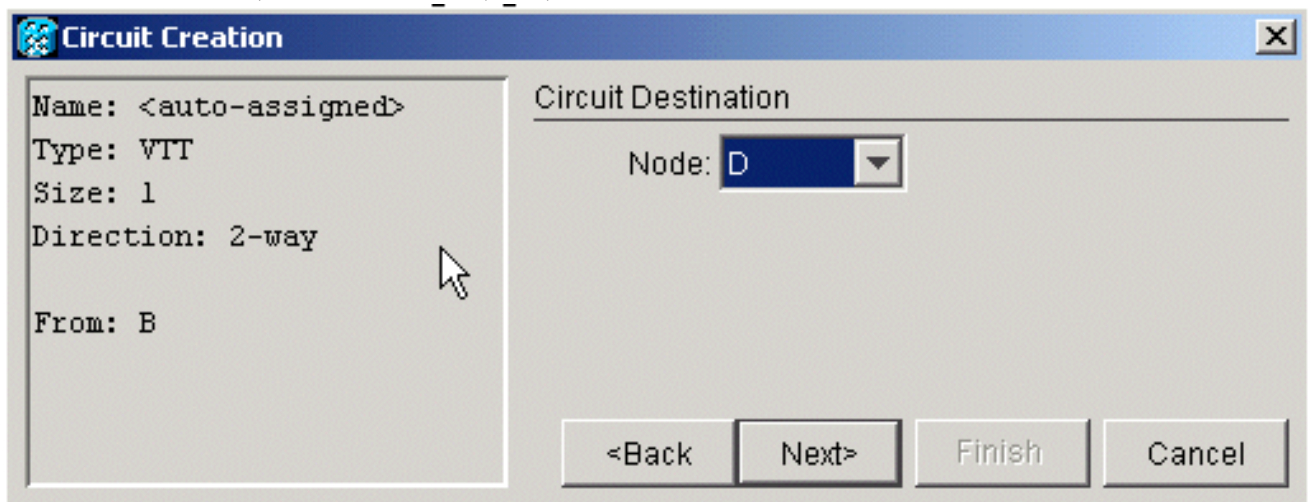 Circuit Creation
Name: <auto-assigned>
Type: VTT
Size: 1
Direction: 2-way
From: B
Circuit Destination
Node: D
<Back
Next>
Finish
Cancel